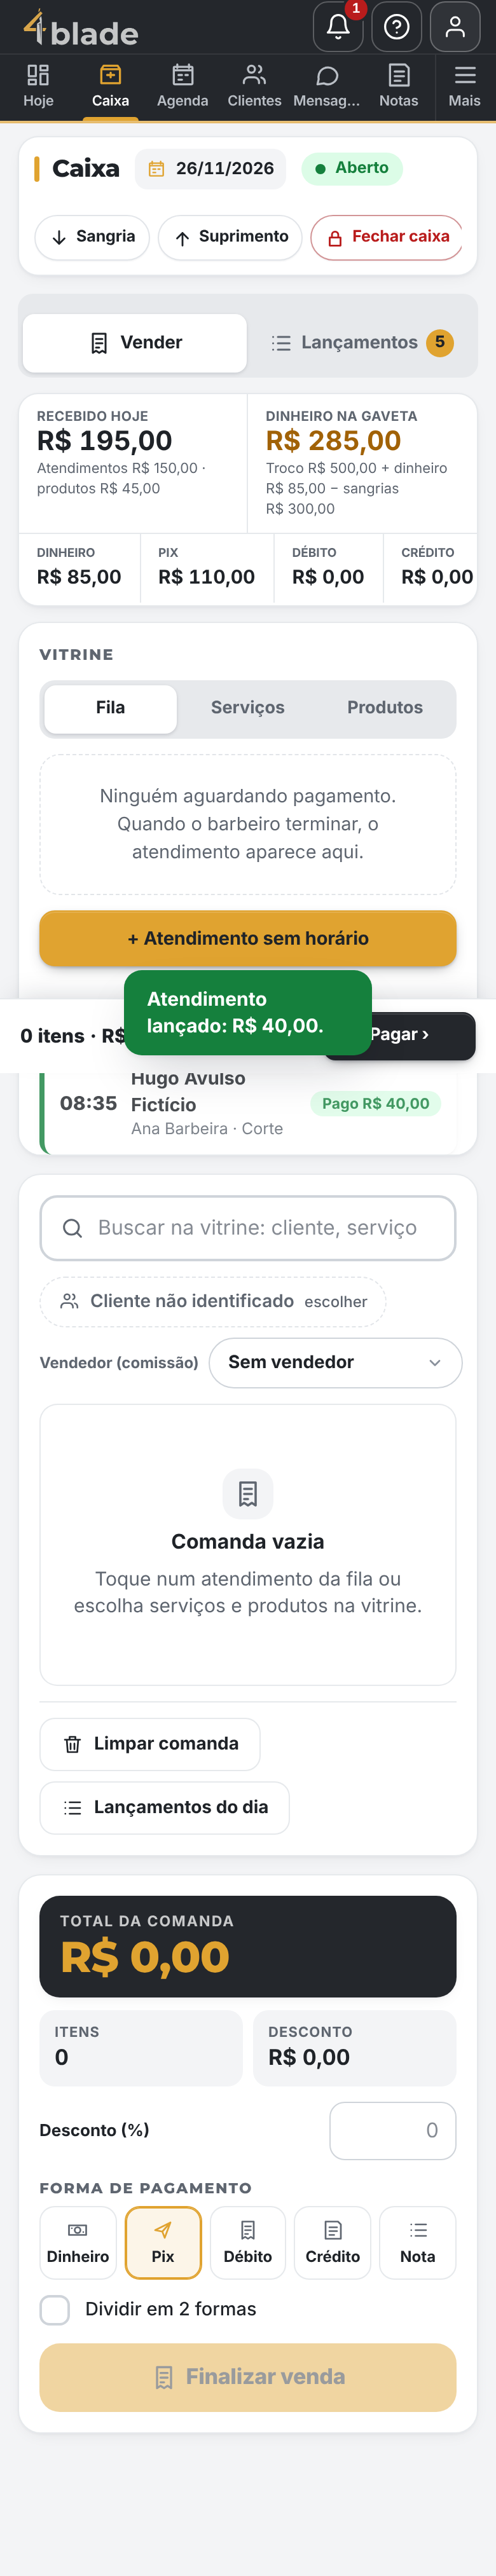 4blade
1
Hoje
Caixa
Agenda
Clientes
Mensag...
Notas
Mais
Caixa
26/11/2026
Aberto
Sangria
Suprimento
Fechar caixa
Vender
Lançamentos 5
RECEBIDO HOJE
R$ 195,00
Atendimentos R$ 150,00 ·
produtos R$ 45,00
DINHEIRO NA GAVETA
R$ 285,00
Troco R$ 500,00 + dinheiro
R$ 85,00 − sangrias
R$ 300,00
DINHEIRO
R$ 85,00
PIX
R$ 110,00
DÉBITO
R$ 0,00
CRÉDITO
R$ 0,00
VITRINE
Fila
Serviços
Produtos
Ninguém aguardando pagamento.
Quando o barbeiro terminar, o
atendimento aparece aqui.
+ Atendimento sem horário
Atendimento
lançado: R$ 40,00.
0 itens · R$
Pagar ›
08:35
Hugo Avulso
Fictício
Ana Barbeira · Corte
Pago R$ 40,00
Buscar na vitrine: cliente, serviço
Cliente não identificado escolher
Vendedor (comissão)
Sem vendedor
Comanda vazia
Toque num atendimento da fila ou
escolha serviços e produtos na vitrine.
Limpar comanda
Lançamentos do dia
TOTAL DA COMANDA
R$ 0,00
ITENS
0
DESCONTO
R$ 0,00
Desconto (%)
0
FORMA DE PAGAMENTO
Dinheiro
Pix
Débito
Crédito
Nota
Dividir em 2 formas
Finalizar venda